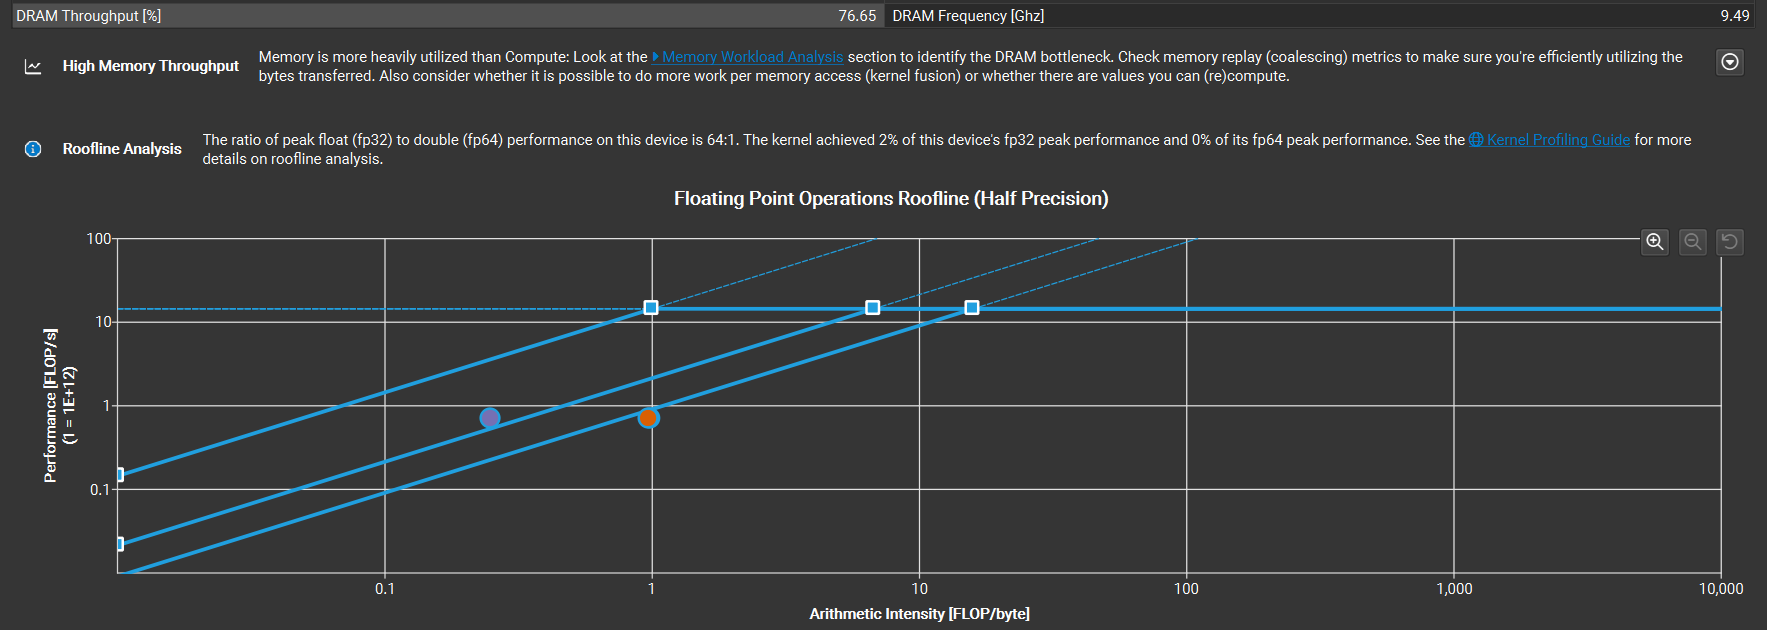 DRAM Throughput [%] 76.65 DRAM Frequency [Ghz] 9.49
High Memory Throughput
Memory is more heavily utilized than Compute: Look at the Memory Workload Analysis section to identify the DRAM bottleneck. Check memory replay (coalescing) metrics to make sure you're efficiently utilizing the
bytes transferred. Also consider whether it is possible to do more work per memory access (kernel fusion) or whether there are values you can (re)compute.
Roofline Analysis
The ratio of peak float (fp32) to double (fp64) performance on this device is 64:1. The kernel achieved 2% of this device's fp32 peak performance and 0% of its fp64 peak performance. See the Kernel Profiling Guide for more
details on roofline analysis.
Floating Point Operations Roofline (Half Precision)
Performance [FLOP/s]
(1 = 1E+12)
100
10
1
0.1
0.1 1 10 100 1,000 10,000
Arithmetic Intensity [FLOP/byte]